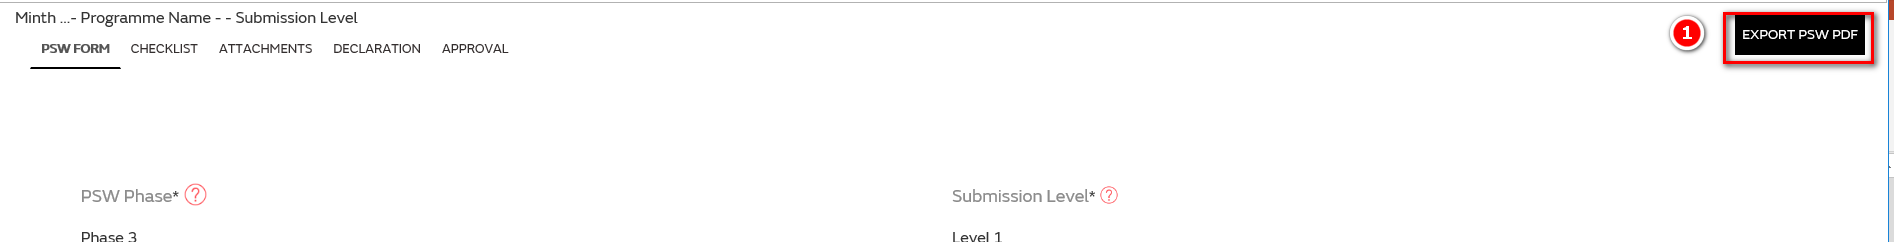 Minth ...- Programme Name - - Submission Level
PSW FORM CHECKLIST ATTACHMENTS DECLARATION APPROVAL
1 EXPORT PSW PDF
PSW Phase* ? Submission Level* ?
Phase 3 Level 1